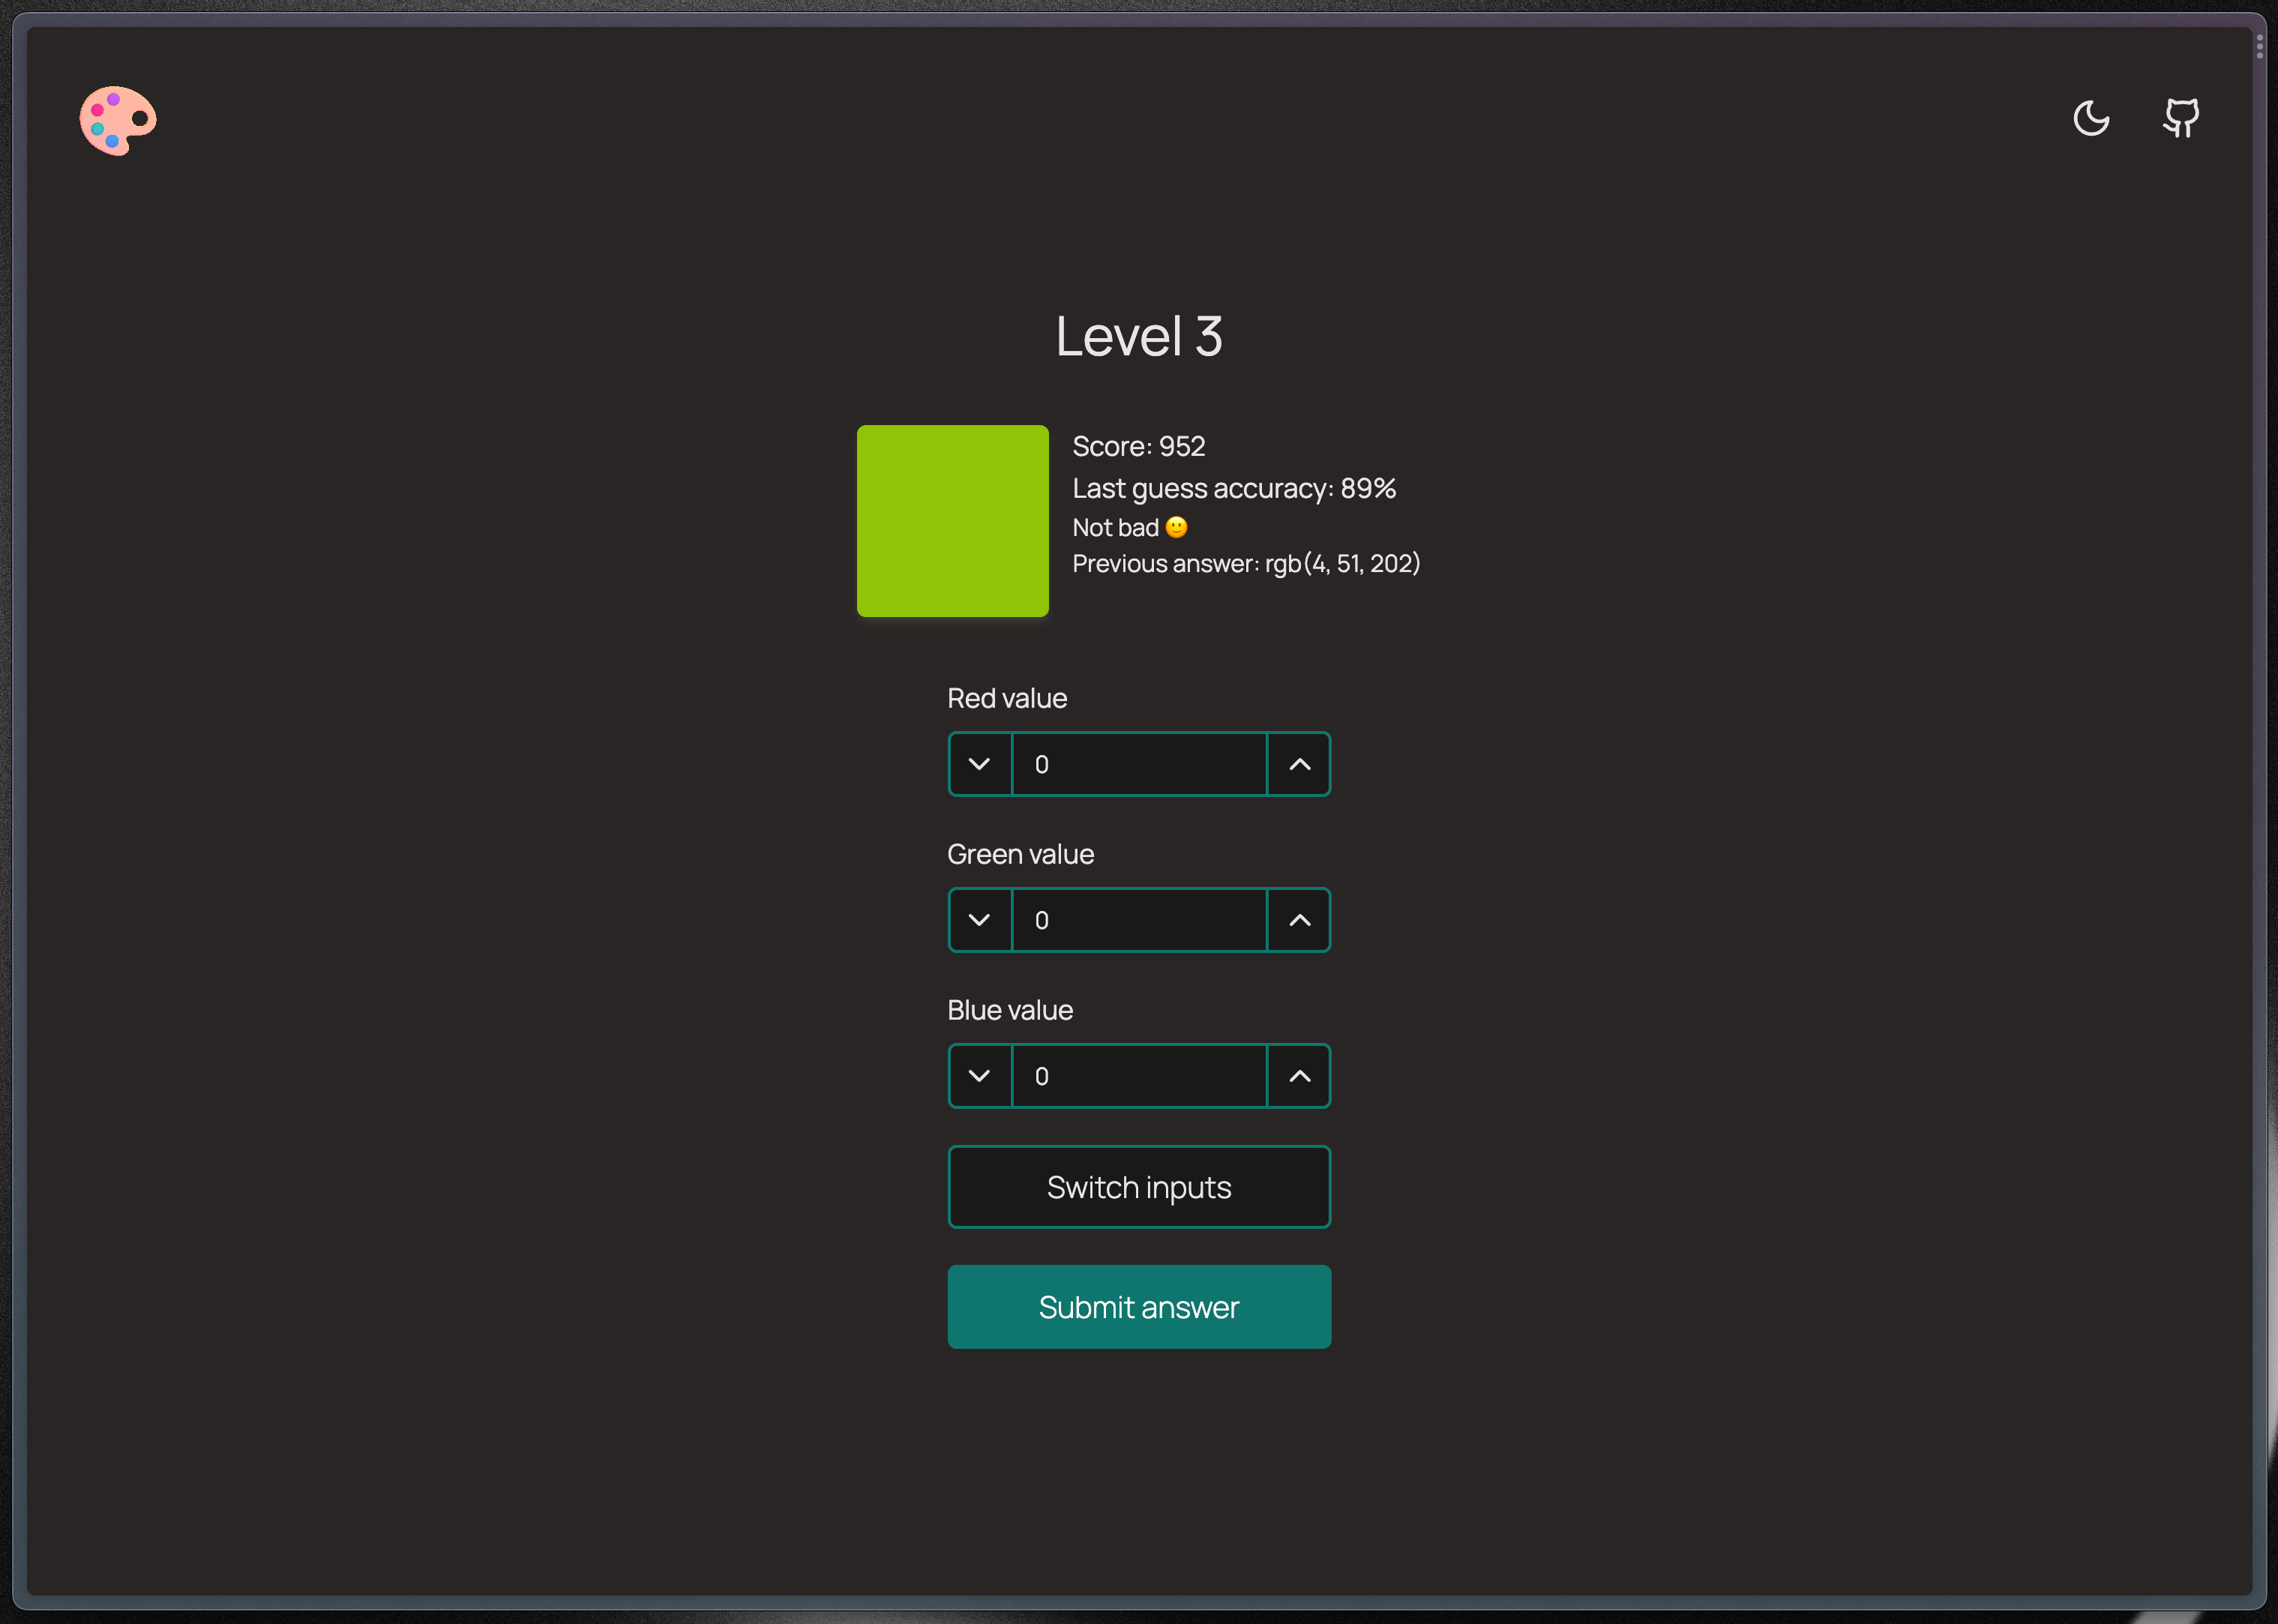 Level 3
Score: 952
Last guess accuracy: 89%
Not bad 🙂
Previous answer: rgb(4, 51, 202)
Red value
0
Green value
0
Blue value
0
Switch inputs
Submit answer